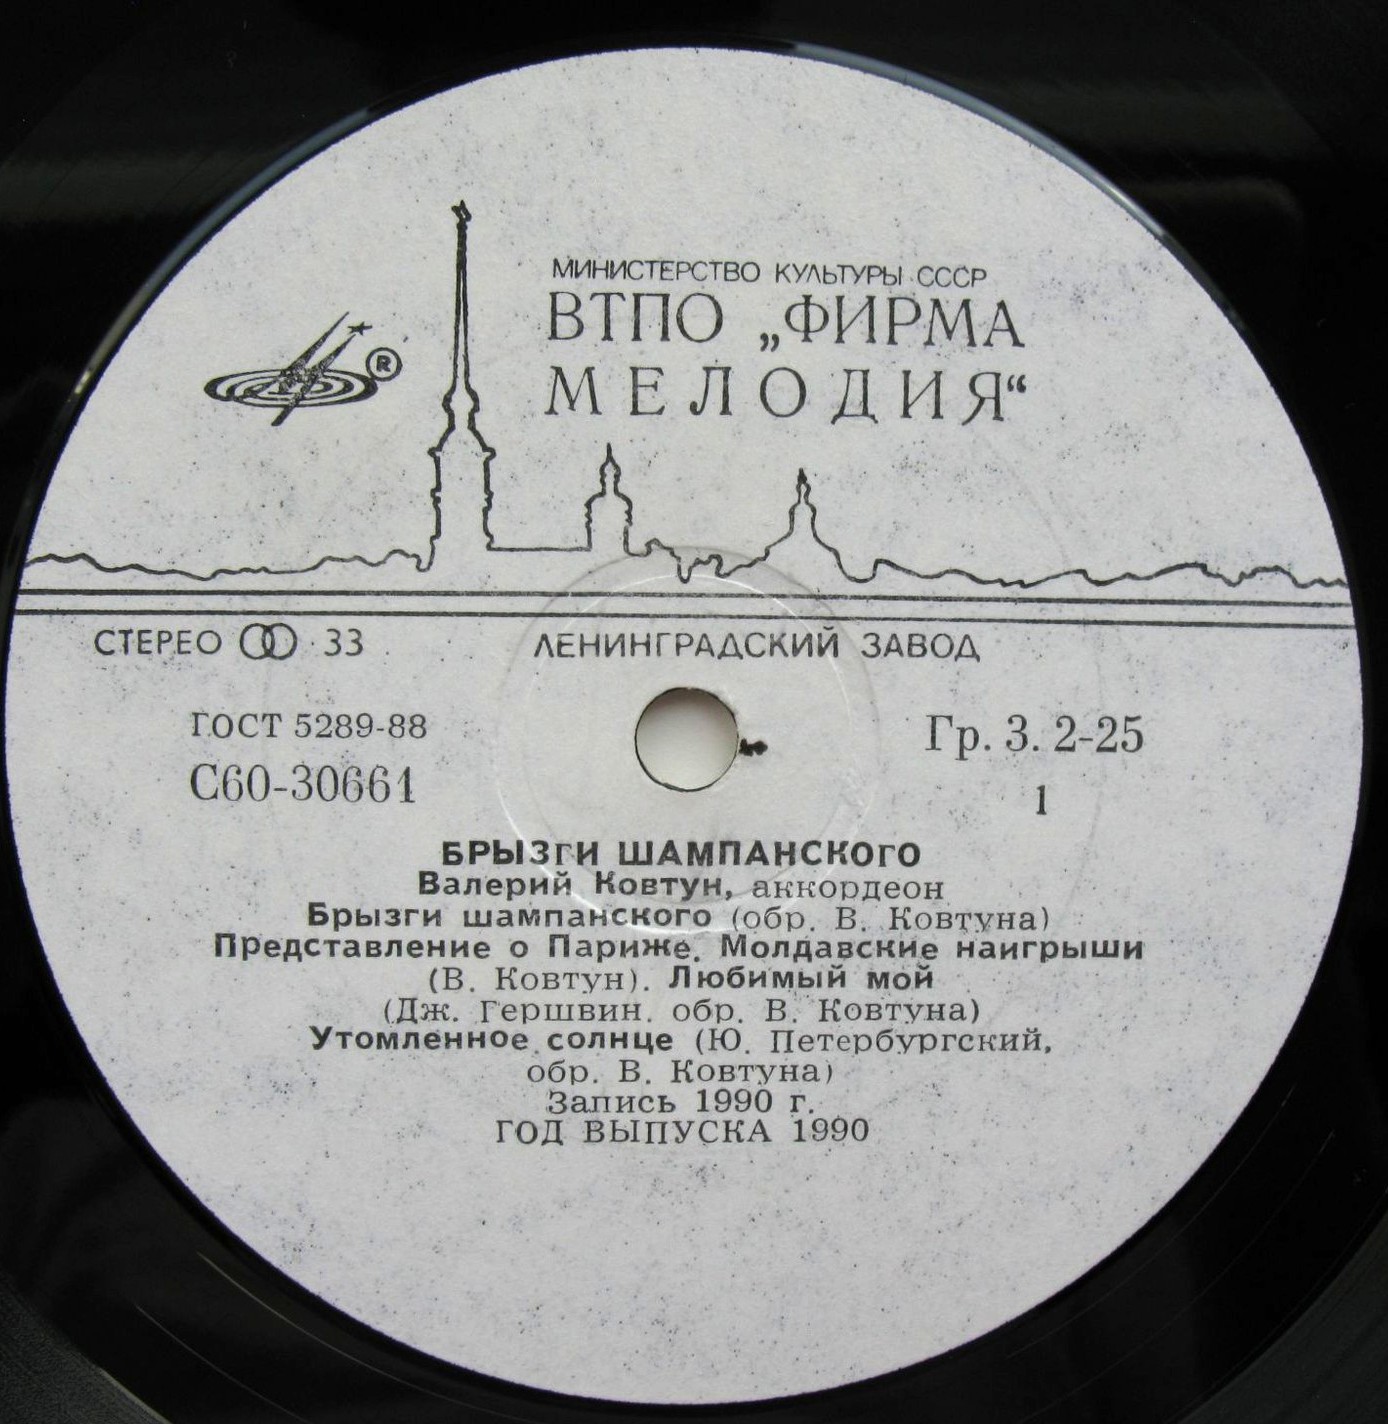 МИНИСТЕРСТВО КУЛЬТУРЫ СССР
ВТПО „ФИРМА
МЕЛОДИЯ“
®
СТЕРЕО 33
ЛЕНИНГРАДСКИЙ ЗАВОД
ГОСТ 5289-88
Гр. 3. 2-25
С60-30661
1
БРЫЗГИ ШАМПАНСКОГО
Валерий Ковтун, аккордеон
Брызги шампанского (обр. В. Ковтуна)
Представление о Париже. Молдавские наигрыши
(В. Ковтун). Любимый мой
(Дж. Гершвин, обр. В. Ковтуна)
Утомленное солнце (Ю. Петербургский,
обр. В. Ковтуна)
Запись 1990 г.
ГОД ВЫПУСКА 1990